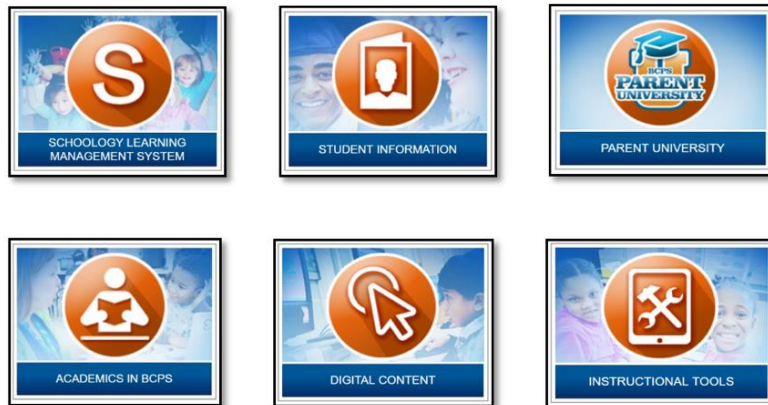 S
SCHOOLOGY LEARNING
MANAGEMENT SYSTEM
STUDENT INFORMATION
BCPS
PARENT
UNIVERSITY
PARENT UNIVERSITY
ACADEMICS IN BCPS
DIGITAL CONTENT
INSTRUCTIONAL TOOLS